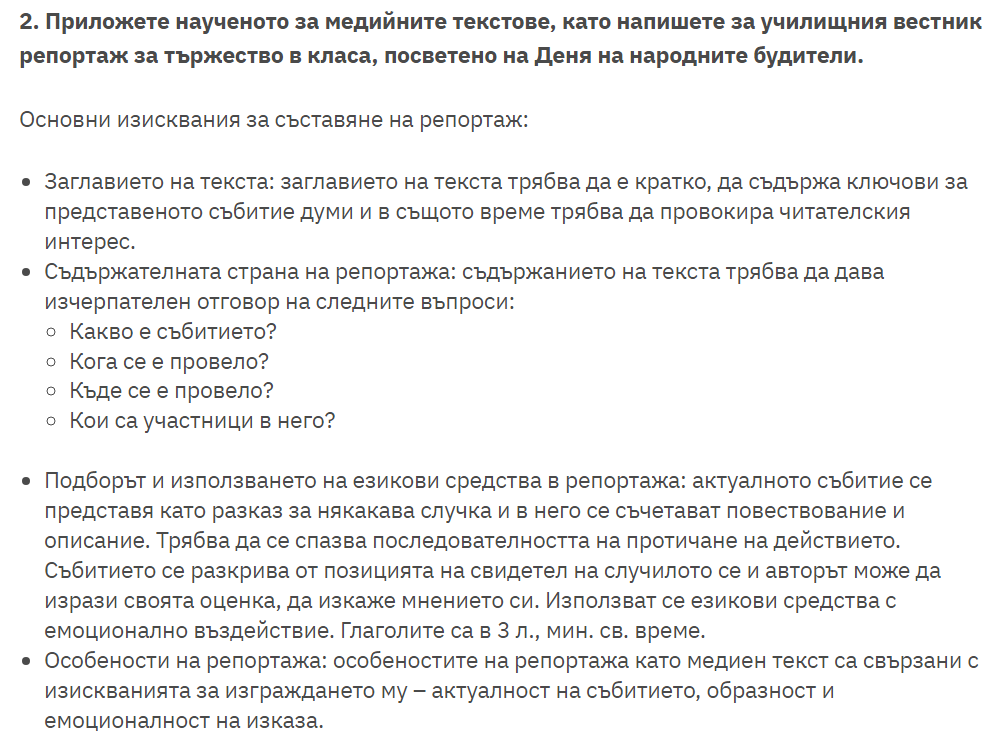 2. Приложете наученото за медийните текстове, като напишете за училищния вестник
репортаж за тържество в класа, посветено на Деня на народните будители.
Основни изисквания за съставяне на репортаж:
• Заглавието на текста: заглавието на текста трябва да е кратко, да съдържа ключови за
представеното събитие думи и в същото време трябва да провокира читателския
интерес.
• Съдържателната страна на репортажа: съдържанието на текста трябва да дава
изчерпателен отговор на следните въпроси:
○ Какво е събитието?
○ Кога се е провело?
○ Къде се е провело?
○ Кои са участници в него?
• Подборът и използването на езикови средства в репортажа: актуалното събитие се
представя като разказ за някакава случка и в него се съчетават повествование и
описание. Трябва да се спазва последователността на протичане на действието.
Събитието се разкрива от позицията на свидетел на случилото се и авторът може да
изрази своята оценка, да изкаже мнението си. Използват се езикови средства с
емоционално въздействие. Глаголите са в 3 л., мин. св. време.
• Особености на репортажа: особеностите на репортажа като медиен текст са свързани с
изискванията за изграждането му – актуалност на събитието, образност и
емоционалност на изказа.